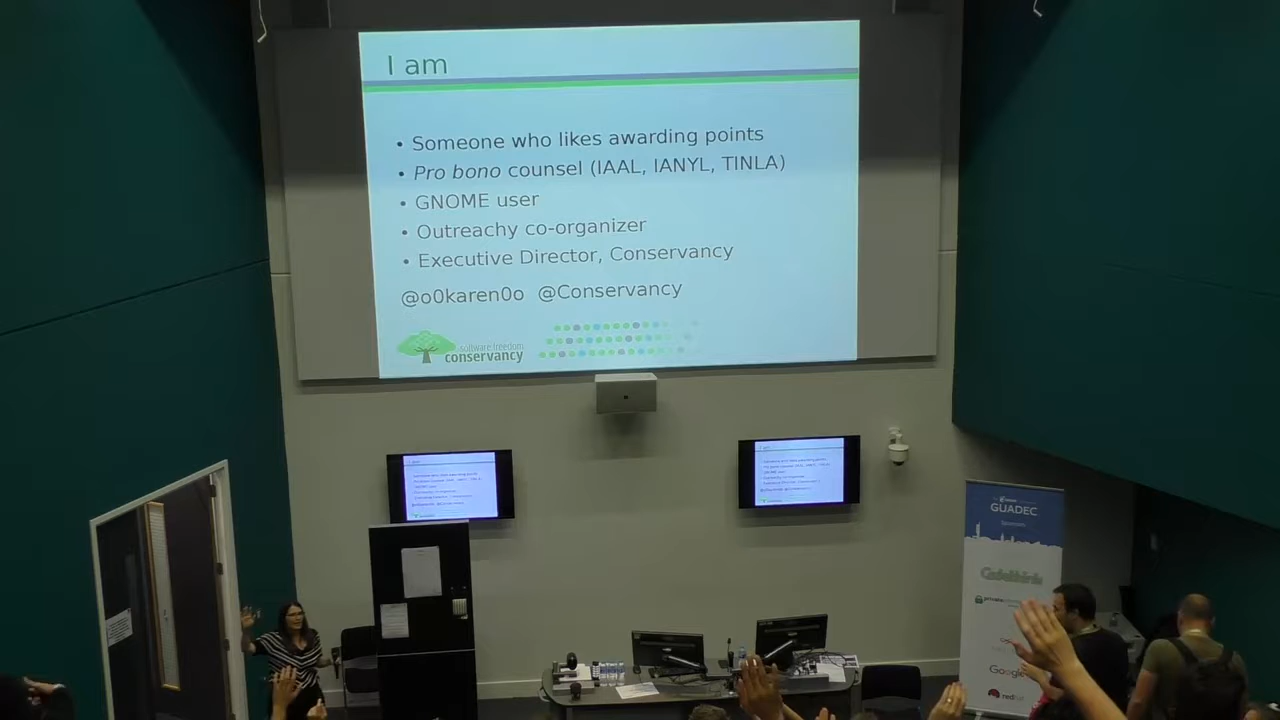 I am
• Someone who likes awarding points
• Pro bono counsel (IAAL, IANYL, TINLA)
• GNOME user
• Outreachy co-organizer
• Executive Director, Conservancy
@o0karen0o @Conservancy
software freedom
conservancy
GUADEC
Sponsors
Codethink
Google